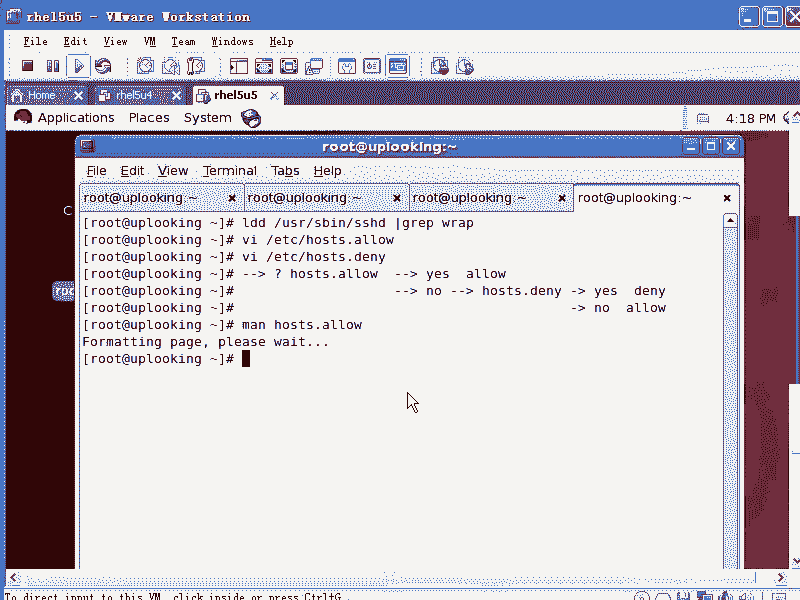 rhel5u5 - VMware Workstation
File Edit View VM Team Windows Help
Home rhel5u4 rhel5u5
Applications Places System 4:18 PM
root@uplooking:~
File Edit View Terminal Tabs Help
root@uplooking:~ root@uplooking:~ root@uplooking:~ root@uplooking:~
[root@uplooking ~]# ldd /usr/sbin/sshd |grep wrap
[root@uplooking ~]# vi /etc/hosts.allow
[root@uplooking ~]# vi /etc/hosts.deny
[root@uplooking ~]# --> ? hosts.allow --> yes allow
[root@uplooking ~]# --> no --> hosts.deny -> yes deny
[root@uplooking ~]# -> no allow
[root@uplooking ~]# man hosts.allow
Formatting page, please wait...
[root@uplooking ~]#
To direct input to this VM, click inside or press Ctrl+G.